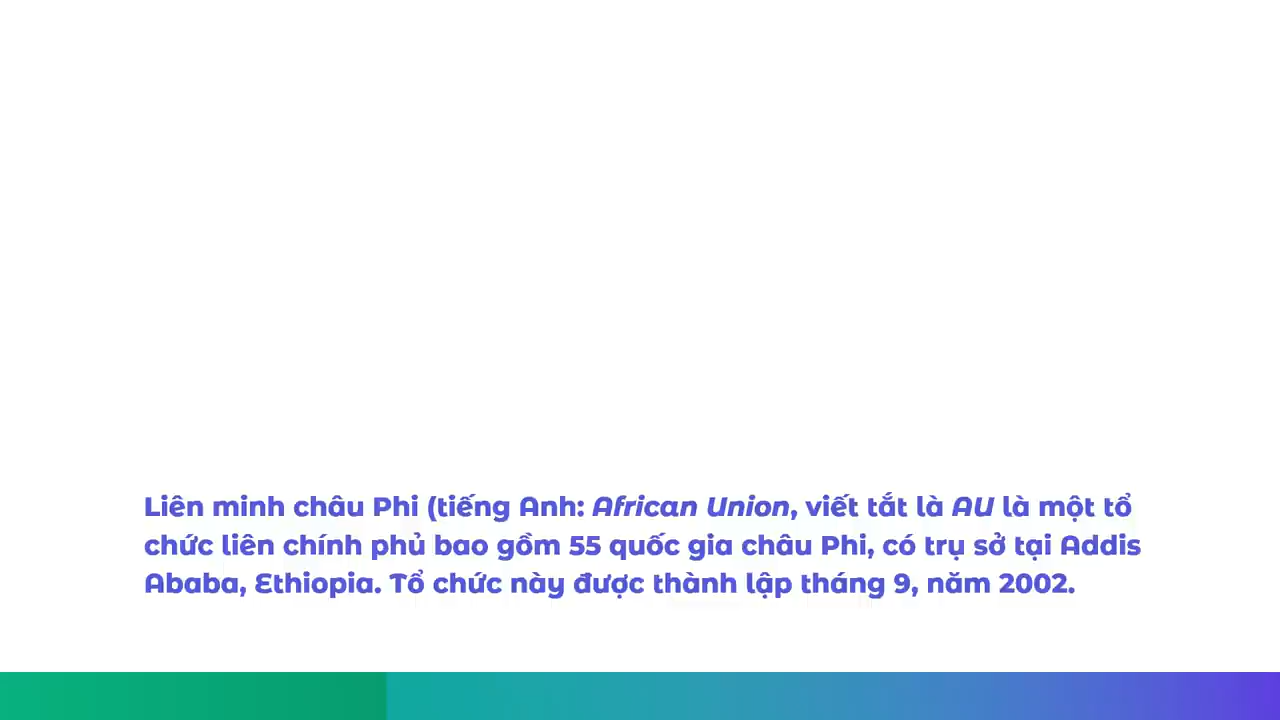 Liên minh châu Phi (tiếng Anh: African Union, viết tắt là AU là một tổ
chức liên chính phủ bao gồm 55 quốc gia châu Phi, có trụ sở tại Addis
Ababa, Ethiopia. Tổ chức này được thành lập tháng 9, năm 2002.